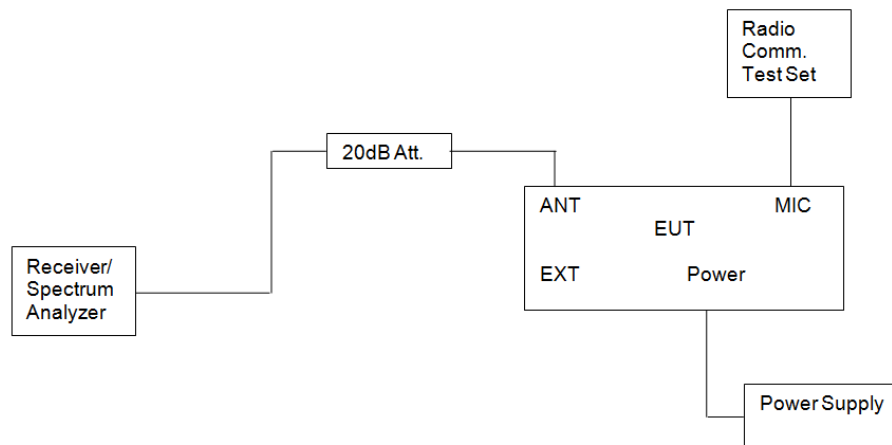 Radio
Comm.
Test Set
20dB Att.
ANT
MIC
EUT
EXT
Power
Receiver/
Spectrum
Analyzer
Power Supply